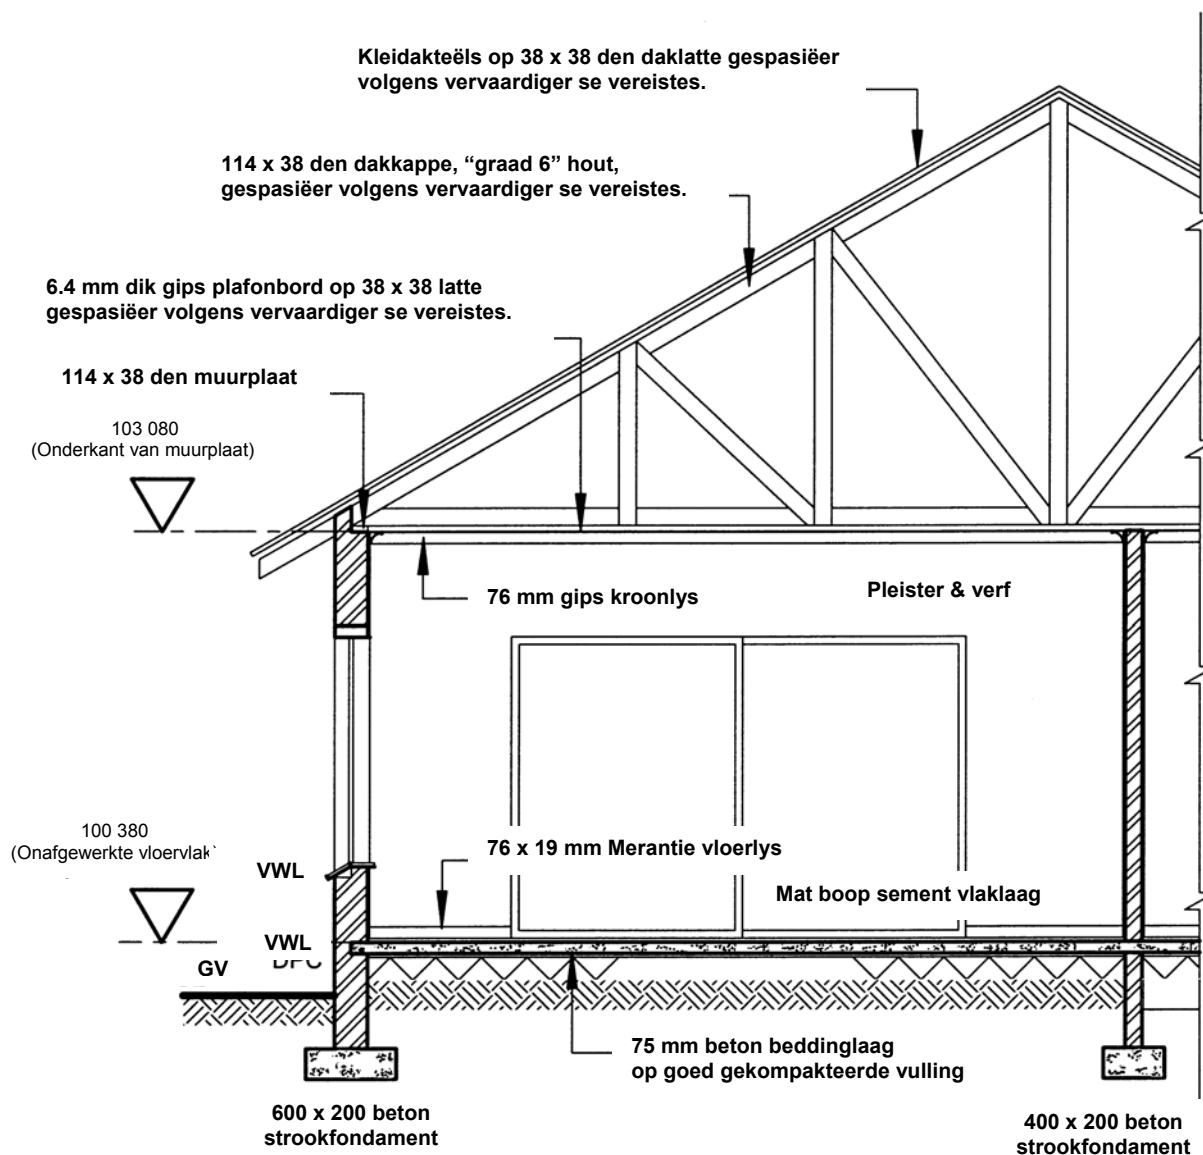 Kleidakteëls op 38 x 38 den daklatte gespasiëer
volgens vervaardiger se vereistes.
114 x 38 den dakkappe, “graad 6” hout,
gespasiëer volgens vervaardiger se vereistes.
6.4 mm dik gips plafonbord op 38 x 38 latte
gespasiëer volgens vervaardiger se vereistes.
114 x 38 den muurplaat
103 080
(Onderkant van muurplaat)
76 mm gips kroonlys
Pleister & verf
100 380
(Onafgewerkte vloervlak
76 x 19 mm Merantie vloerlys
VWL
Mat boop sement vlaklaag
VWL
GV
75 mm beton beddinglaag
op goed gekompakteerde vulling
600 x 200 beton
strookfondament
400 x 200 beton
strookfondament